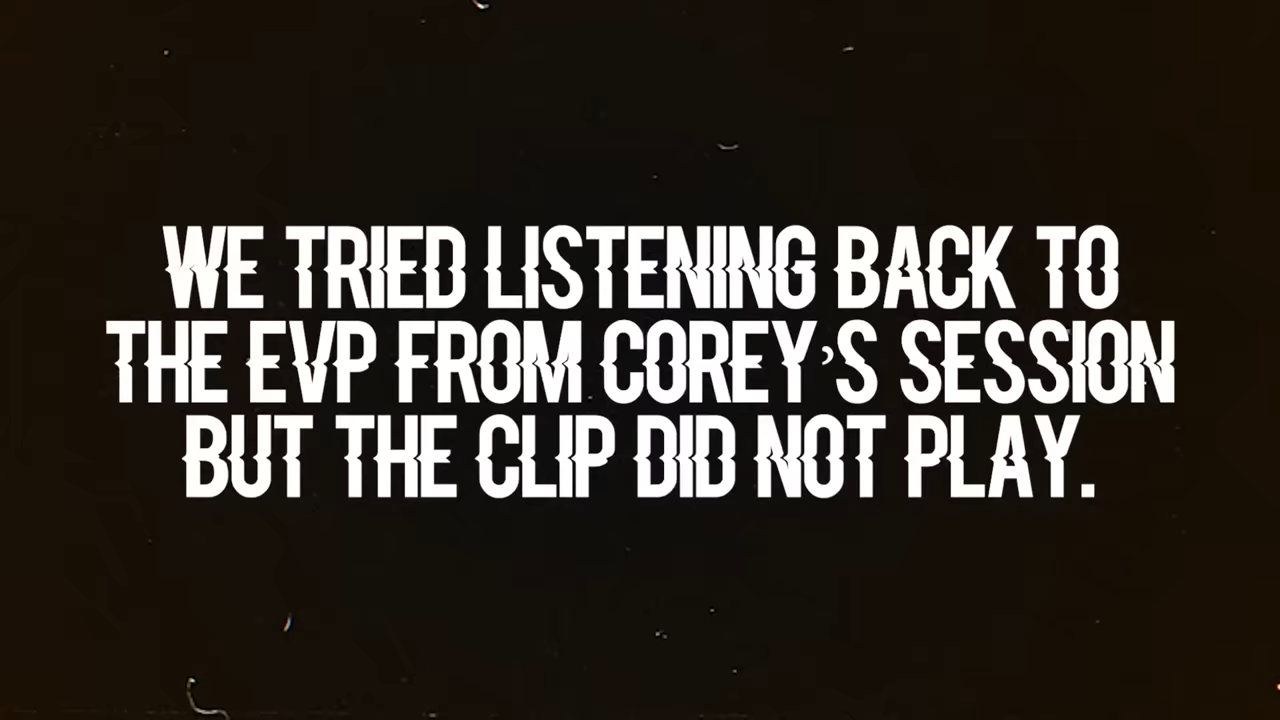 WE TRIED LISTENING BACK TO
THE EVP FROM COREY'S SESSION
BUT THE CLIP DID NOT PLAY.